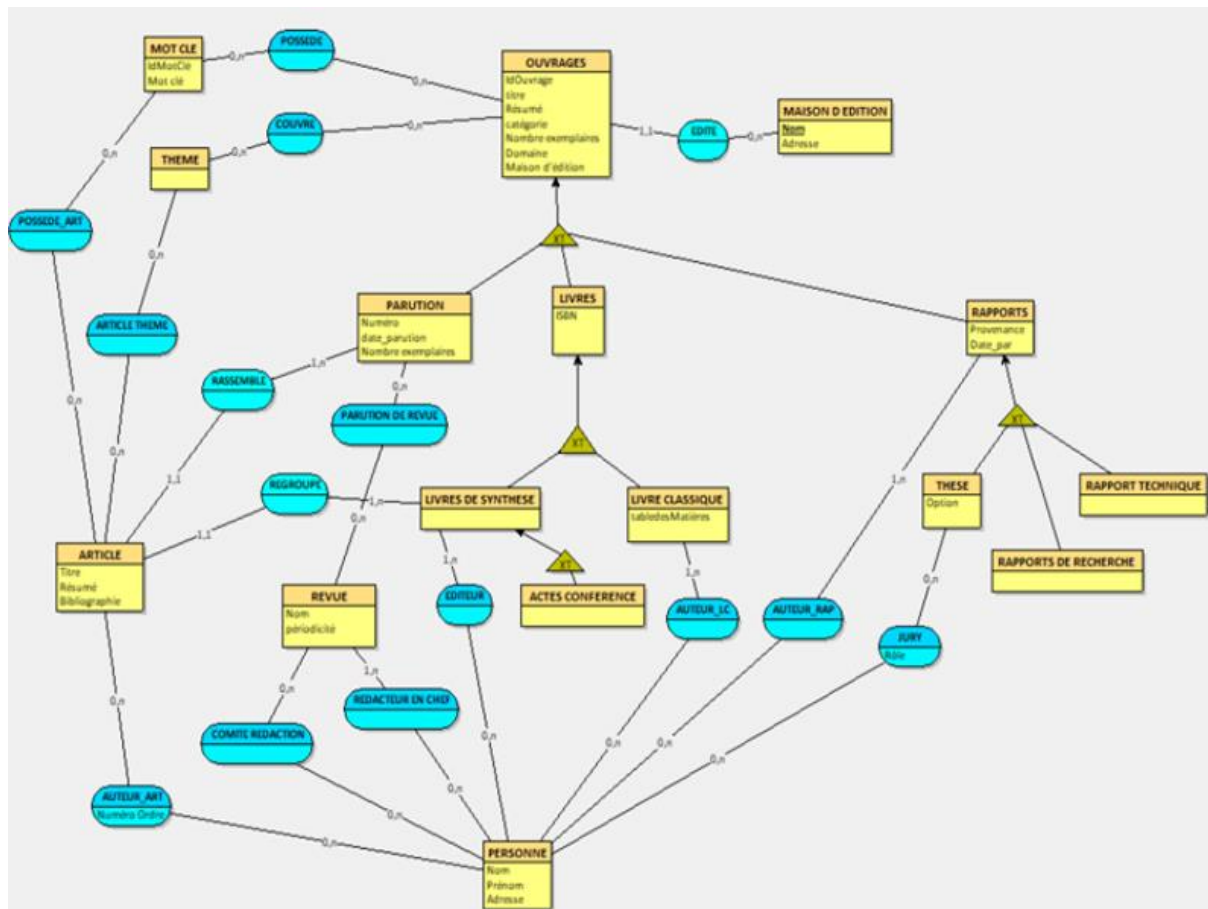 MOT CLE
IdMotClé
Mot clé
0,n
POSSEDE
0,n
OUVRAGES
IdOuvrage
titre
Résumé
catégorie
Nombre exemplaires
Domaine
Maison d'édition
1,1
EDITE
0,n
MAISON D EDITION
Nom
Adresse
COUVRE
0,n
0,n
THEME
0,n
POSSEDE_ART
0,n
0,n
ARTICLE THEME
0,n
XT
PARUTION
Numéro
date_parution
Nombre exemplaires
LIVRES
ISBN
RAPPORTS
Provenance
Date_par
RASSEMBLE
1,n
1,1
0,n
PARUTION DE REVUE
0,n
XT
XT
REGROUPE
1,n
1,1
LIVRES DE SYNTHESE
LIVRE CLASSIQUE
tabledesMatières
1,n
THESE
Option
RAPPORT TECHNIQUE
RAPPORTS DE RECHERCHE
ARTICLE
Titre
Résumé
Bibliographie
REVUE
Nom
périodicité
1,n
EDITEUR
XT
ACTES CONFERENCE
1,n
AUTEUR_LC
AUTEUR_RAP
0,n
JURY
Rôle
0,n
1,n
REDACTEUR EN CHEF
COMITE REDACTION
0,n
0,n
0,n
0,n
0,n
0,n
0,n
AUTEUR_ART
Numéro Ordre
0,n
PERSONNE
Nom
Prénom
Adresse